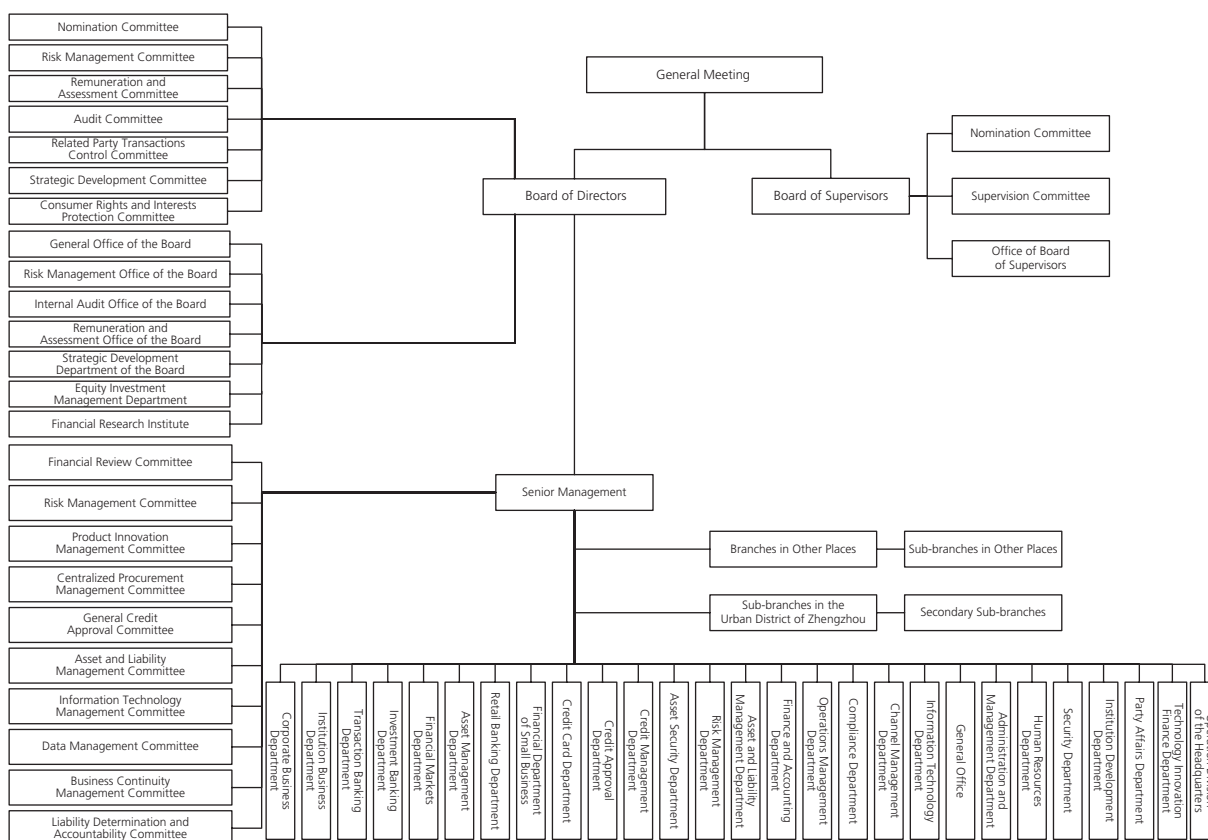 General Meeting
Board of Directors
Board of Supervisors
Nomination Committee
Supervision Committee
Office of Board
of Supervisors
Nomination Committee
Risk Management Committee
Remuneration and
Assessment Committee
Audit Committee
Related Party Transactions
Control Committee
Strategic Development Committee
Consumer Rights and Interests
Protection Committee
General Office of the Board
Risk Management Office of the Board
Internal Audit Office of the Board
Remuneration and
Assessment Office of the Board
Strategic Development
Department of the Board
Equity Investment
Management Department
Financial Research Institute
Senior Management
Financial Review Committee
Risk Management Committee
Product Innovation
Management Committee
Centralized Procurement
Management Committee
General Credit
Approval Committee
Asset and Liability
Management Committee
Information Technology
Management Committee
Data Management Committee
Business Continuity
Management Committee
Liability Determination and
Accountability Committee
Branches in Other Places
Sub-branches in Other Places
Sub-branches in the
Urban District of Zhengzhou
Secondary Sub-branches
Corporate Business
Department
Institution Business
Department
Transaction Banking
Department
Investment Banking
Department
Financial Markets
Department
Asset Management
Department
Retail Banking Department
Financial Department
of Small Business
Credit Card Department
Credit Approval
Department
Credit Management
Department
Asset Security Department
Risk Management
Department
Asset and Liability
Management Department
Finance and Accounting
Department
Operations Management
Department
Compliance Department
Channel Management
Department
Information Technology
Department
General Office
Administration and
Management Department
Human Resources
Department
Security Department
Institution Development
Department
Party Affairs Department
Technology Innovation
Finance Department
of the Headquarters